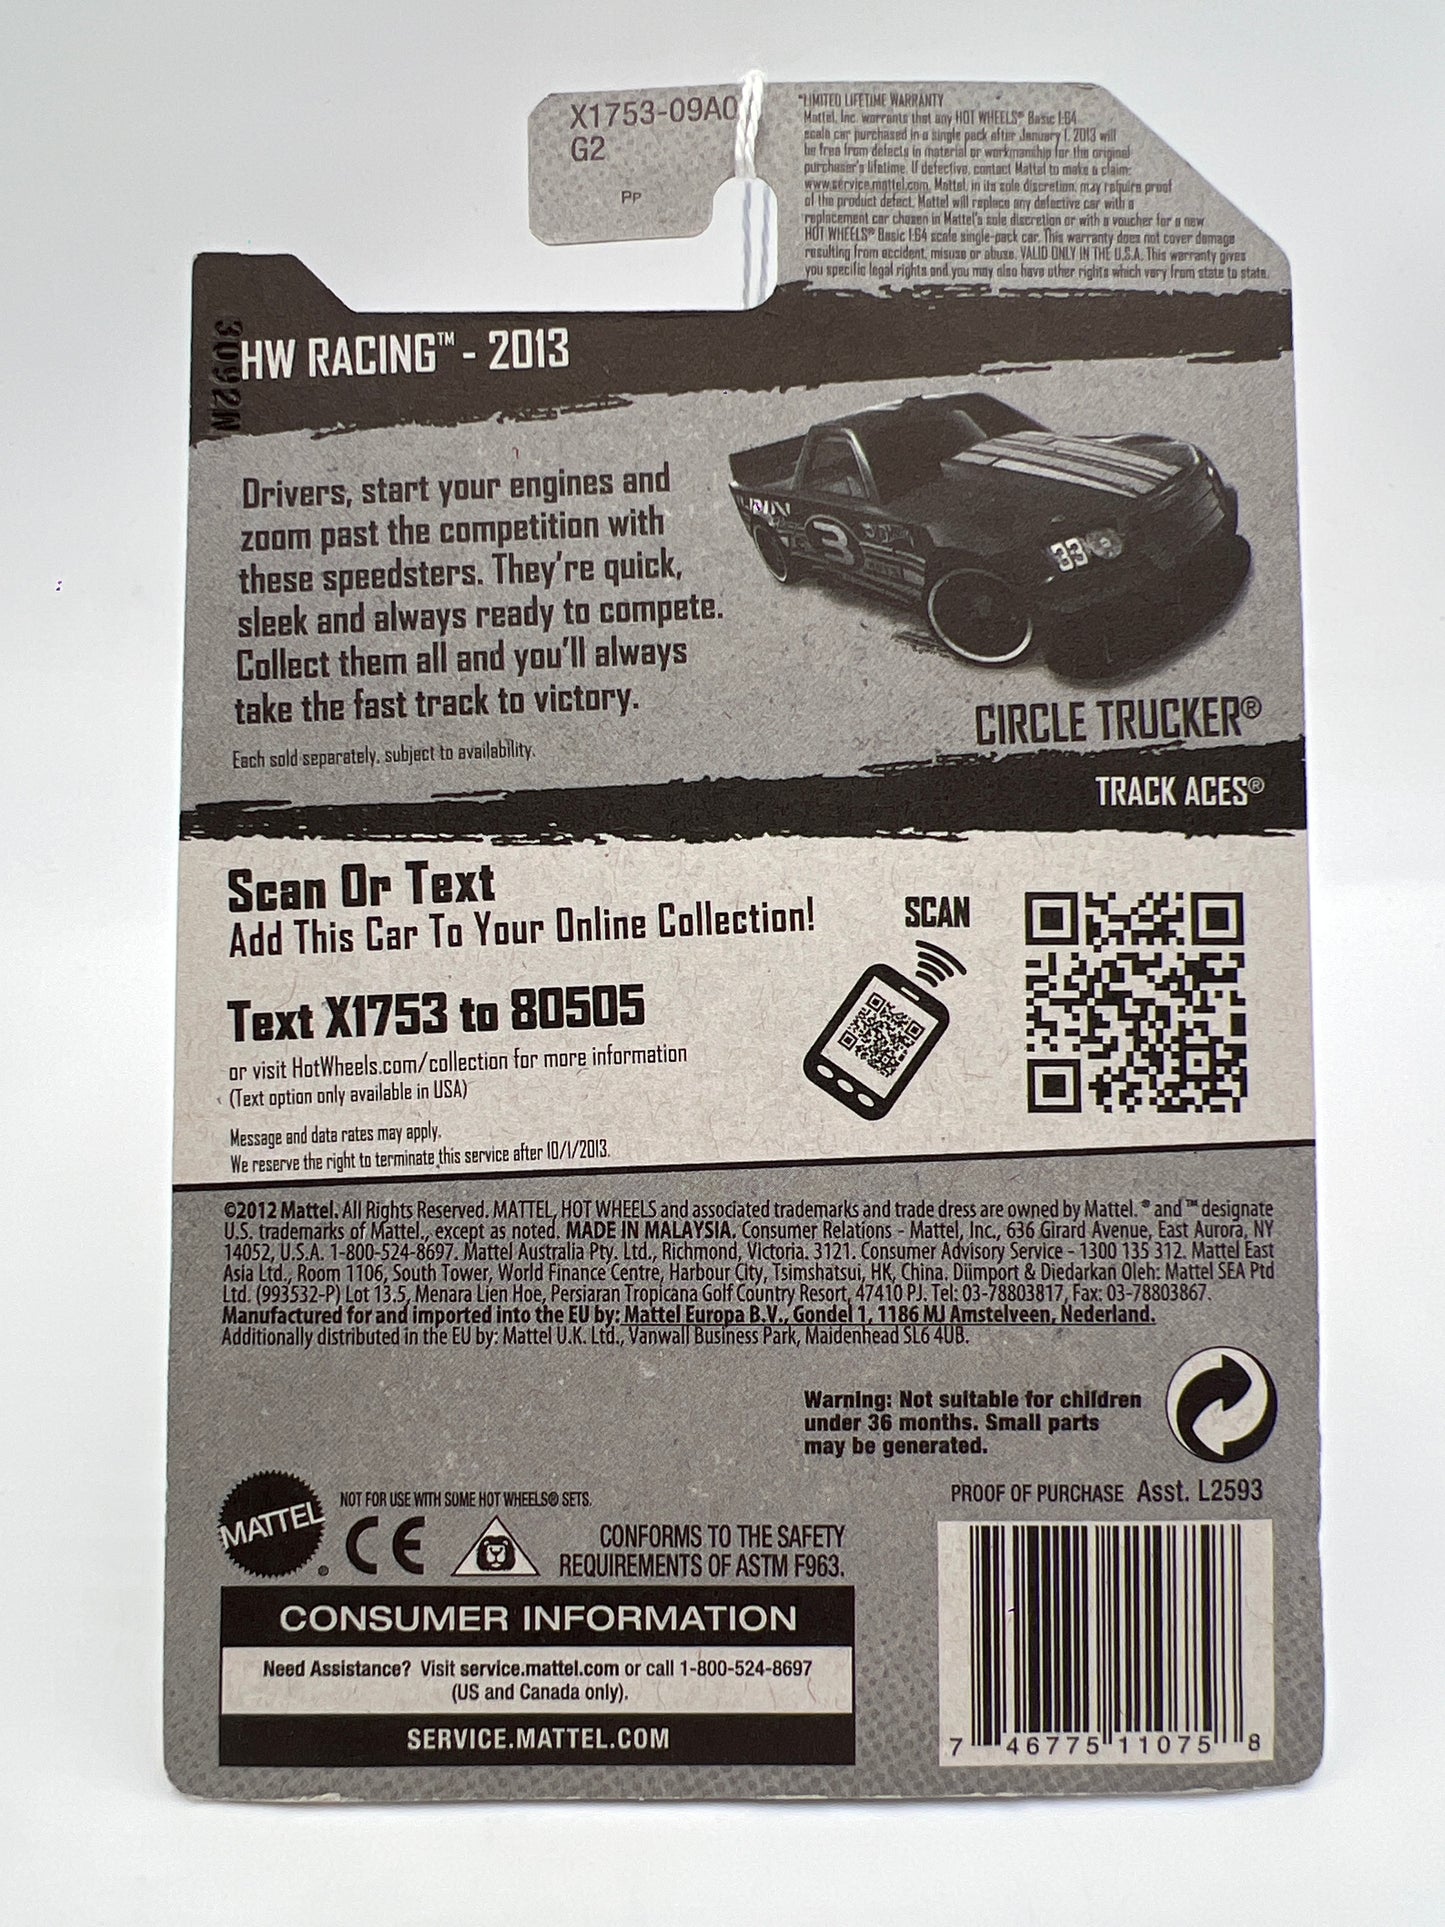 X1753-09A0
G2
PP
*LIMITED LIFETIME WARRANTY
Mattel, Inc. warrants that any HOT WHEELS® Basic 1:64
scale car purchased in a single pack after January 1, 2013 will
be free from defects in material or workmanship for the original
purchaser's lifetime. If defective, contact Mattel to make a claim:
www.service.mattel.com. Mattel, in its sole discretion, may require proof
of the product defect. Mattel will replace any defective car with a
replacement car chosen in Mattel's sole discretion or with a voucher for a new
HOT WHEELS® Basic 1:64 scale single-pack car. This warranty does not cover damage
resulting from accident, misuse or abuse. VALID ONLY IN THE U.S.A. This warranty gives
you specific legal rights and you may also have other rights which vary from state to state.
3092N
HW RACING™ - 2013
Drivers, start your engines and
zoom past the competition with
these speedsters. They're quick,
sleek and always ready to compete.
Collect them all and you'll always
take the fast track to victory.
Each sold separately, subject to availability.
3
33
CIRCLE TRUCKER®
TRACK ACES®
Scan Or Text
Add This Car To Your Online Collection!
SCAN
Text X1753 to 80505
or visit HotWheels.com/collection for more information
(Text option only available in USA)
Message and data rates may apply.
We reserve the right to terminate this service after 10/1/2013.
©2012 Mattel. All Rights Reserved. MATTEL, HOT WHEELS and associated trademarks and trade dress are owned by Mattel. ® and ™ designate
U.S. trademarks of Mattel., except as noted. MADE IN MALAYSIA. Consumer Relations - Mattel, Inc., 636 Girard Avenue, East Aurora, NY
14052, U.S.A. 1-800-524-8697. Mattel Australia Pty. Ltd., Richmond, Victoria. 3121. Consumer Advisory Service - 1300 135 312. Mattel East
Asia Ltd., Room 1106, South Tower, World Finance Centre, Harbour City, Tsimshatsui, HK, China. Diimport & Diedarkan Oleh: Mattel SEA Ptd
Ltd. (993532-P) Lot 13.5, Menara Lien Hoe, Persiaran Tropicana Golf Country Resort, 47410 PJ. Tel: 03-78803817, Fax: 03-78803867.
Manufactured for and imported into the EU by: Mattel Europa B.V., Gondel 1, 1186 MJ Amstelveen, Nederland.
Additionally distributed in the EU by: Mattel U.K. Ltd., Vanwall Business Park, Maidenhead SL6 4UB.
Warning: Not suitable for children
under 36 months. Small parts
may be generated.
PROOF OF PURCHASE Asst. L2593
MATTEL®
NOT FOR USE WITH SOME HOT WHEELS® SETS.
CE
CONFORMS TO THE SAFETY
REQUIREMENTS OF ASTM F963.
CONSUMER INFORMATION
Need Assistance? Visit service.mattel.com or call 1-800-524-8697
(US and Canada only).
SERVICE.MATTEL.COM
7 46775 11075 8